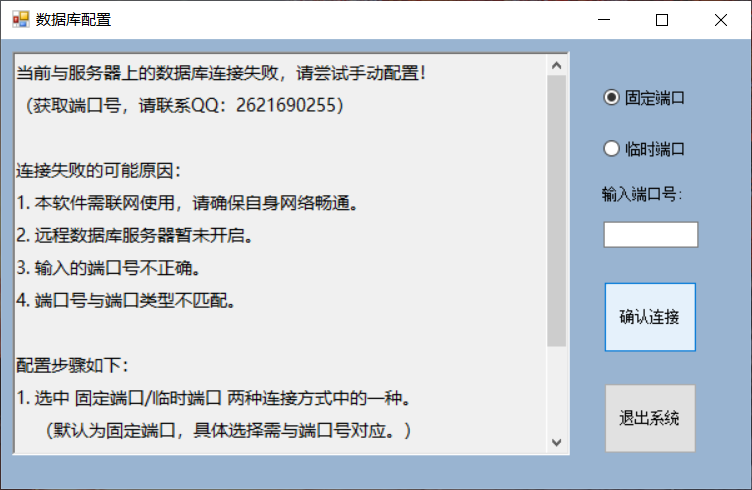 数据库配置
当前与服务器上的数据库连接失败，请尝试手动配置！
（获取端口号，请联系QQ：2621690255）
连接失败的可能原因：
1. 本软件需联网使用，请确保自身网络畅通。
2. 远程数据库服务器暂未开启。
3. 输入的端口号不正确。
4. 端口号与端口类型不匹配。
配置步骤如下：
1. 选中 固定端口/临时端口 两种连接方式中的一种。
（默认为固定端口，具体选择需与端口号对应。）
固定端口
临时端口
输入端口号：
确认连接
退出系统